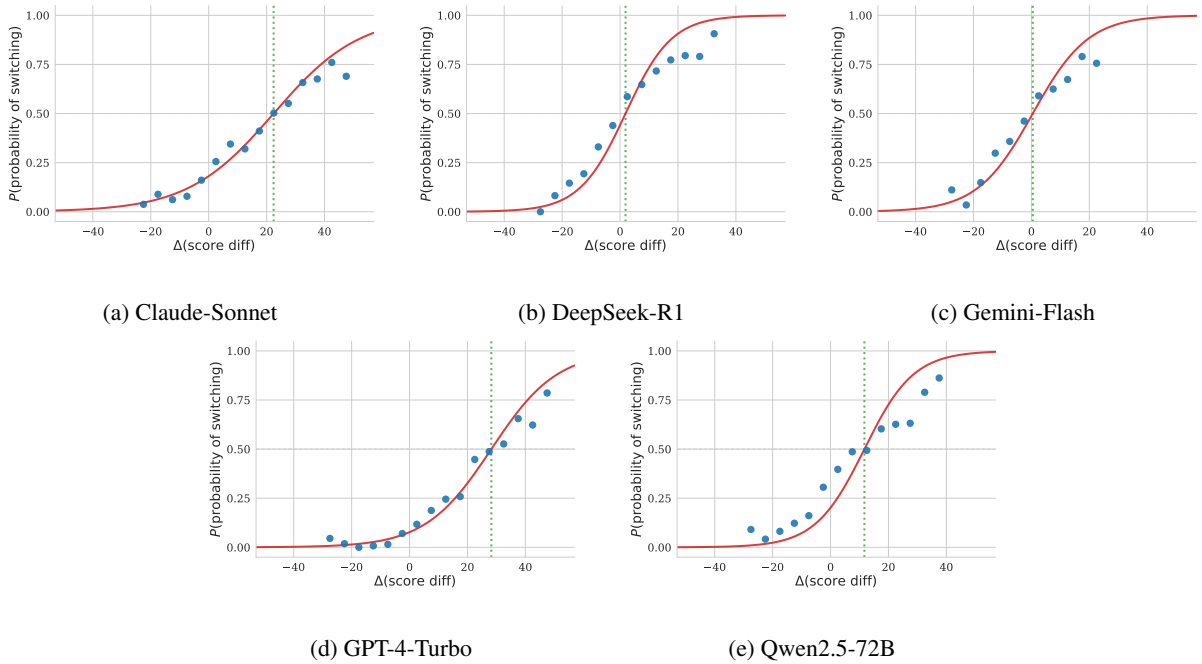 1.00
0.75
0.50
0.25
0.00
P(probability of switching)
−40 −20 0 20 40
Δ(score diff)
(a) Claude-Sonnet
1.00
0.75
0.50
0.25
0.00
P(probability of switching)
−40 −20 0 20 40
Δ(score diff)
(b) DeepSeek-R1
1.00
0.75
0.50
0.25
0.00
P(probability of switching)
−40 −20 0 20 40
Δ(score diff)
(c) Gemini-Flash
1.00
0.75
0.50
0.25
0.00
P(probability of switching)
−40 −20 0 20 40
Δ(score diff)
(d) GPT-4-Turbo
1.00
0.75
0.50
0.25
0.00
P(probability of switching)
−40 −20 0 20 40
Δ(score diff)
(e) Qwen2.5-72B